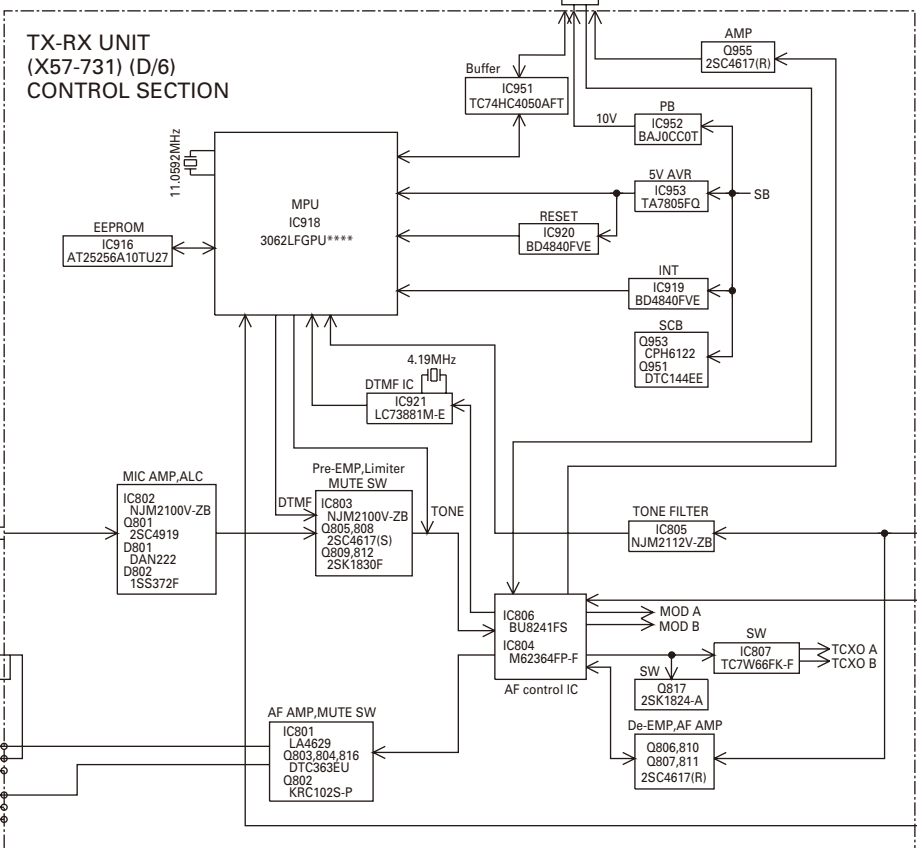 TX-RX UNIT
(X57-731) (D/6)
CONTROL SECTION
AMP
Q955
2SC4617(R)
Buffer
IC951
TC74HC4050AFT
10V
PB
IC952
BAJ0CC0T
11.0592MHz
MPU
IC918
3062LFGPU****
5V AVR
IC953
TA7805FQ
SB
RESET
IC920
BD4840FVE
EEPROM
IC916
AT25256A10TU27
INT
IC919
BD4840FVE
SCB
Q953
CPH6122
Q951
DTC144EE
4.19MHz
DTMF IC
IC921
LC73881M-E
MIC AMP,ALC
IC802
NJM2100V-ZB
Q801
2SC4919
D801
DAN222
D802
1SS372F
Pre-EMP,Limiter
MUTE SW
DTMF
IC803
NJM2100V-ZB
Q805,808
2SC4617(S)
Q809,812
2SK1830F
TONE
TONE FILTER
IC805
NJM2112V-ZB
IC806
BU8241FS
IC804
M62364FP-F
AF control IC
MOD A
MOD B
SW
IC807
TC7W66FK-F
TCXO A
TCXO B
SW
Q817
2SK1824-A
De-EMP,AF AMP
Q806,810
Q807,811
2SC4617(R)
AF AMP,MUTE SW
IC801
LA4629
Q803,804,816
DTC363EU
Q802
KRC102S-P